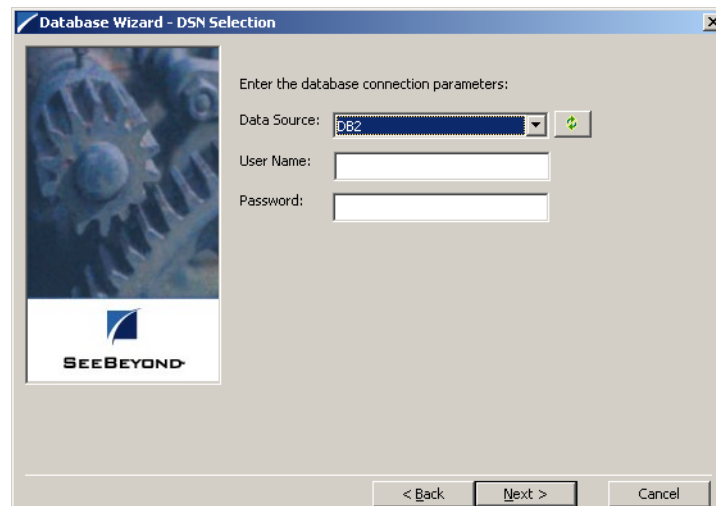 Database Wizard - DSN Selection
Enter the database connection parameters:
Data Source:
DB2
User Name:
Password:
SEEBEYOND
< Back
Next >
Cancel